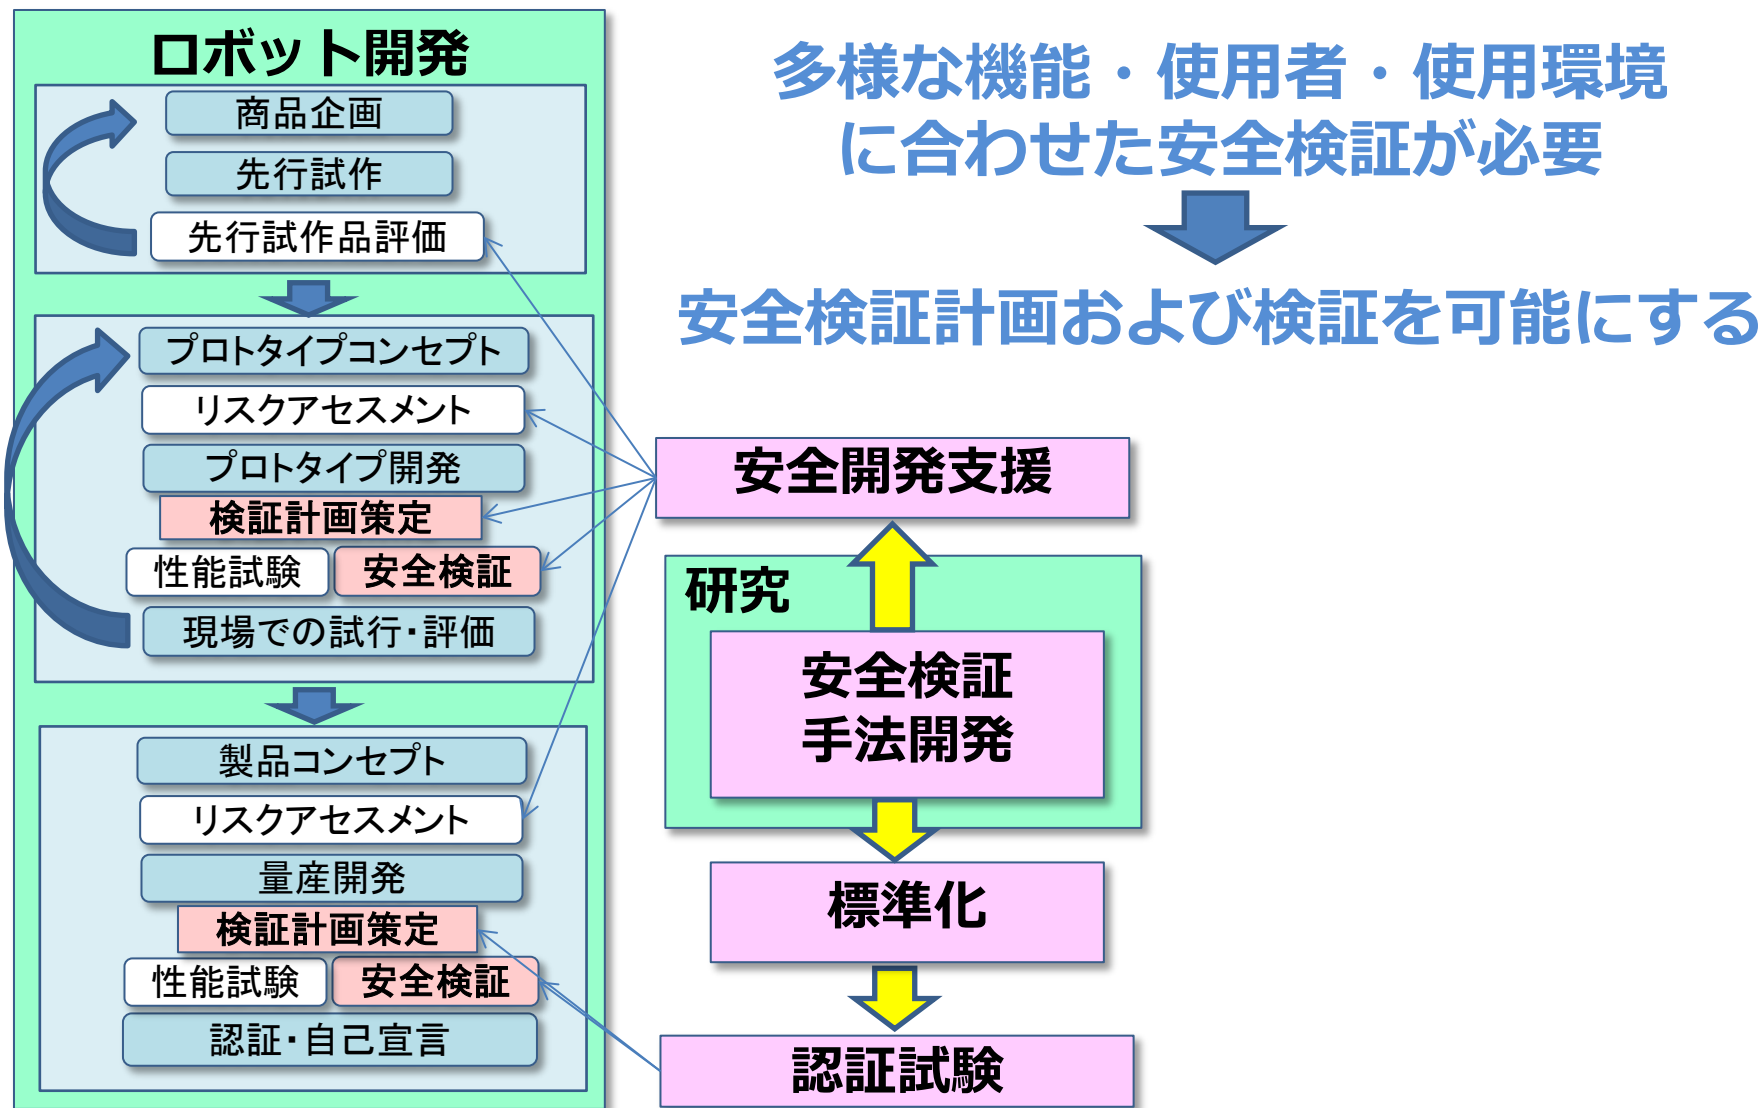 ロボット開発
商品企画
先行試作
先行試作品評価
プロトタイプコンセプト
リスクアセスメント
プロトタイプ開発
検証計画策定
性能試験
安全検証
現場での試行・評価
製品コンセプト
リスクアセスメント
量産開発
検証計画策定
性能試験
安全検証
認証・自己宣言
多様な機能・使用者・使用環境
に合わせた安全検証が必要
安全検証計画および検証を可能にする
安全開発支援
研究
安全検証
手法開発
標準化
認証試験